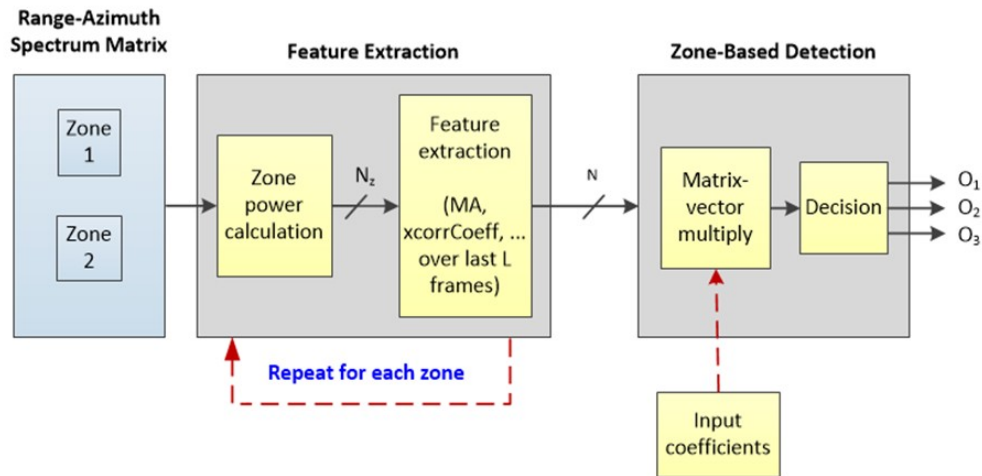 Range-Azimuth
Spectrum Matrix
Zone
1
Zone
2
Feature Extraction
Zone
power
calculation
N_z
Feature
extraction
(MA,
xcorrCoeff, ...
over last L
frames)
Repeat for each zone
N
Zone-Based Detection
Matrix-
vector
multiply
Decision
O₁
O₂
O₃
Input
coefficients